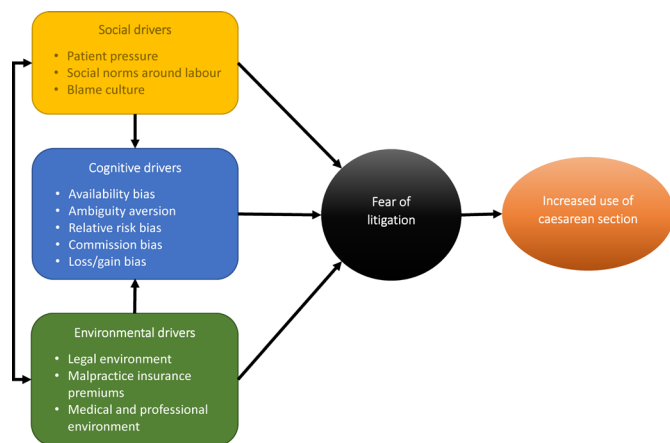 Social drivers
• Patient pressure
• Social norms around labour
• Blame culture
Cognitive drivers
• Availability bias
• Ambiguity aversion
• Relative risk bias
• Commission bias
• Loss/gain bias
Environmental drivers
• Legal environment
• Malpractice insurance
premiums
• Medical and professional
environment
Fear of
litigation
Increased use of
caesarean section